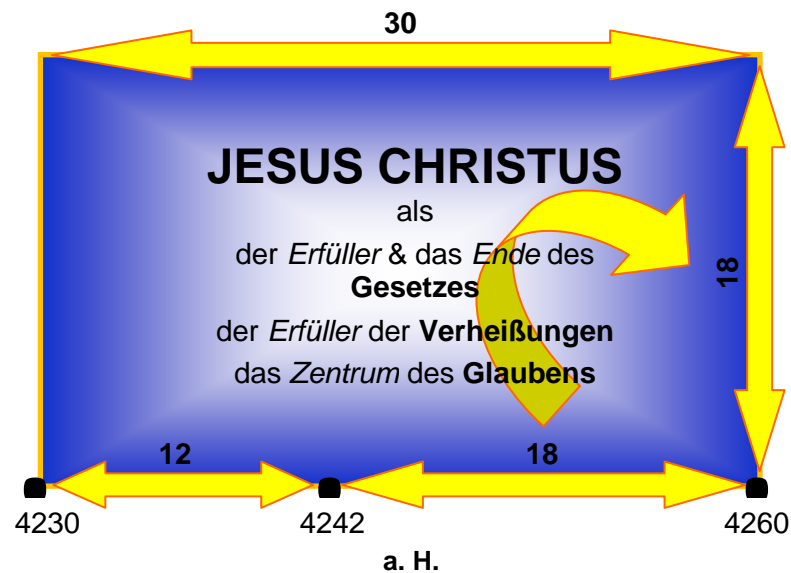 30
JESUS CHRISTUS
als
der Erfüller & das Ende des
Gesetzes
der Erfüller der Verheißungen
das Zentrum des Glaubens
18
12 18
4230 4242 4260
a. H.